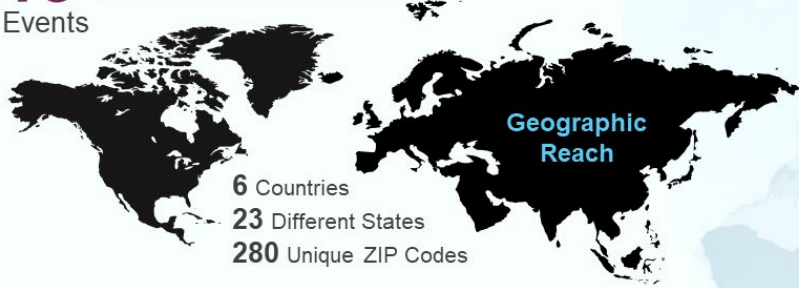 Events
Geographic
Reach
6 Countries
23 Different States
280 Unique ZIP Codes